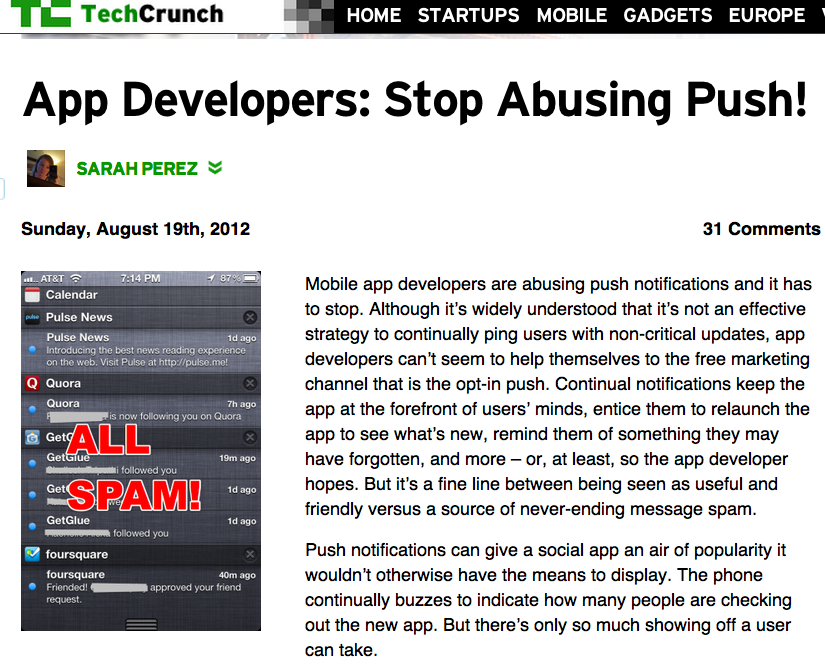 TechCrunch
HOME STARTUPS MOBILE GADGETS EUROPE
App Developers: Stop Abusing Push!
SARAH PEREZ
Sunday, August 19th, 2012
31 Comments
AT&T 7:14 PM 87%
Calendar
Pulse News
Pulse News 1d ago
Introducing the best news reading experience
on the web. Visit Pulse at http://pulse.me!
Quora
Quora 7h ago
is now following you on Quora
ALL
GetGlue 19m ago
followed you
SPAM!
1d ago
GetGlue 1d ago
followed you
foursquare
foursquare 40m ago
Friended! approved your friend
request.
Mobile app developers are abusing push notifications and it has
to stop. Although it’s widely understood that it’s not an effective
strategy to continually ping users with non-critical updates, app
developers can’t seem to help themselves to the free marketing
channel that is the opt-in push. Continual notifications keep the
app at the forefront of users’ minds, entice them to relaunch the
app to see what’s new, remind them of something they may
have forgotten, and more – or, at least, so the app developer
hopes. But it’s a fine line between being seen as useful and
friendly versus a source of never-ending message spam.
Push notifications can give a social app an air of popularity it
wouldn’t otherwise have the means to display. The phone
continually buzzes to indicate how many people are checking
out the new app. But there’s only so much showing off a user
can take.